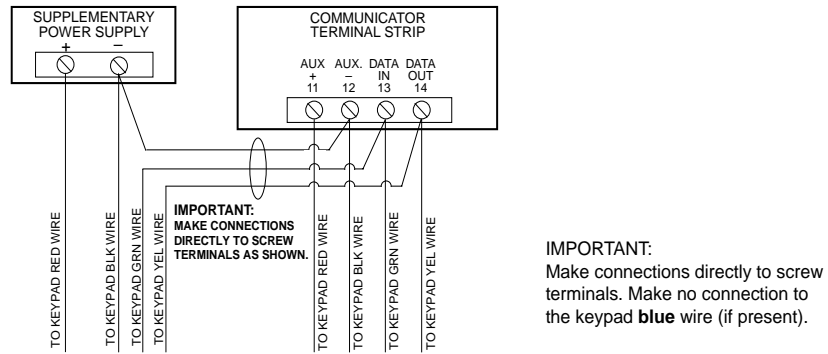 SUPPLEMENTARY
POWER SUPPLY
+ –
COMMUNICATOR
TERMINAL STRIP
AUX AUX. DATA DATA
+ – IN OUT
11 12 13 14
IMPORTANT:
MAKE CONNECTIONS
DIRECTLY TO SCREW
TERMINALS AS SHOWN.
TO KEYPAD RED WIRE
TO KEYPAD BLK WIRE
TO KEYPAD GRN WIRE
TO KEYPAD YEL WIRE
TO KEYPAD RED WIRE
TO KEYPAD BLK WIRE
TO KEYPAD GRN WIRE
TO KEYPAD YEL WIRE
IMPORTANT:
Make connections directly to screw
terminals. Make no connection to
the keypad blue wire (if present).